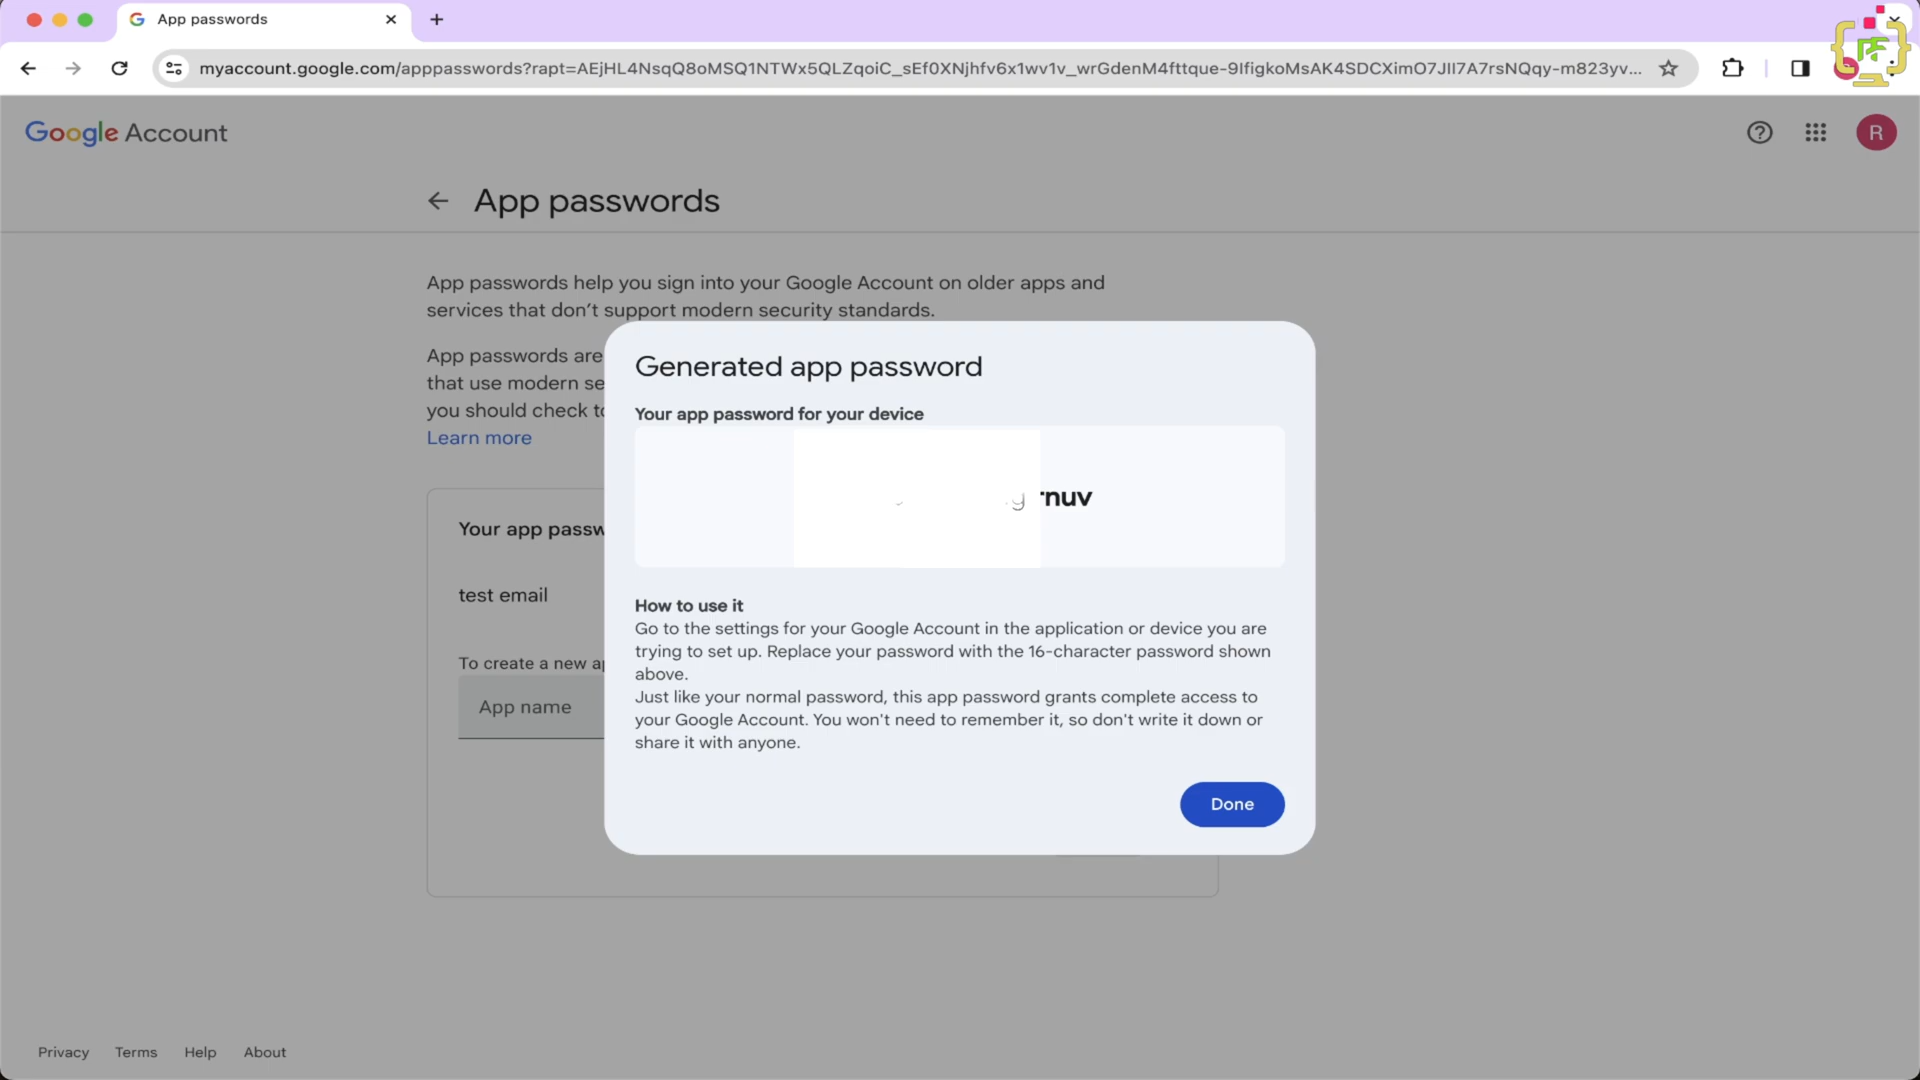 App passwords
myaccount.google.com/apppasswords?rapt=AEjHL4NsqQ8oMSQ1NTWx5QLZqoiC_sEf0XNjhfv6x1wv1v_wrGdenM4fttque-9IfigkoMsAK4SDCXimO7JII7A7rsNQqy-m823yv...
Google Account
R
App passwords
App passwords help you sign into your Google Account on older apps and
services that don’t support modern security standards.
App passwords are
that use modern se
you should check to
Learn more
Your app passw
test email
To create a new ap
App name
Generated app password
Your app password for your device
rnuv
How to use it
Go to the settings for your Google Account in the application or device you are
trying to set up. Replace your password with the 16-character password shown
above.
Just like your normal password, this app password grants complete access to
your Google Account. You won't need to remember it, so don't write it down or
share it with anyone.
Done
Privacy Terms Help About